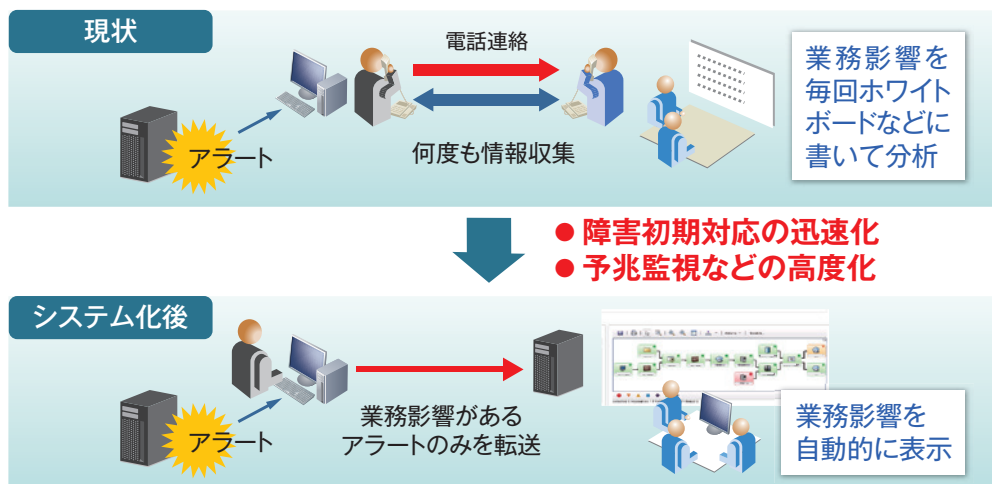 現状
電話連絡
アラート
何度も情報収集
業務影響を
毎回ホワイト
ボードなどに
書いて分析
● 障害初期対応の迅速化
● 予兆監視などの高度化
システム化後
アラート
業務影響がある
アラートのみを転送
業務影響を
自動的に表示